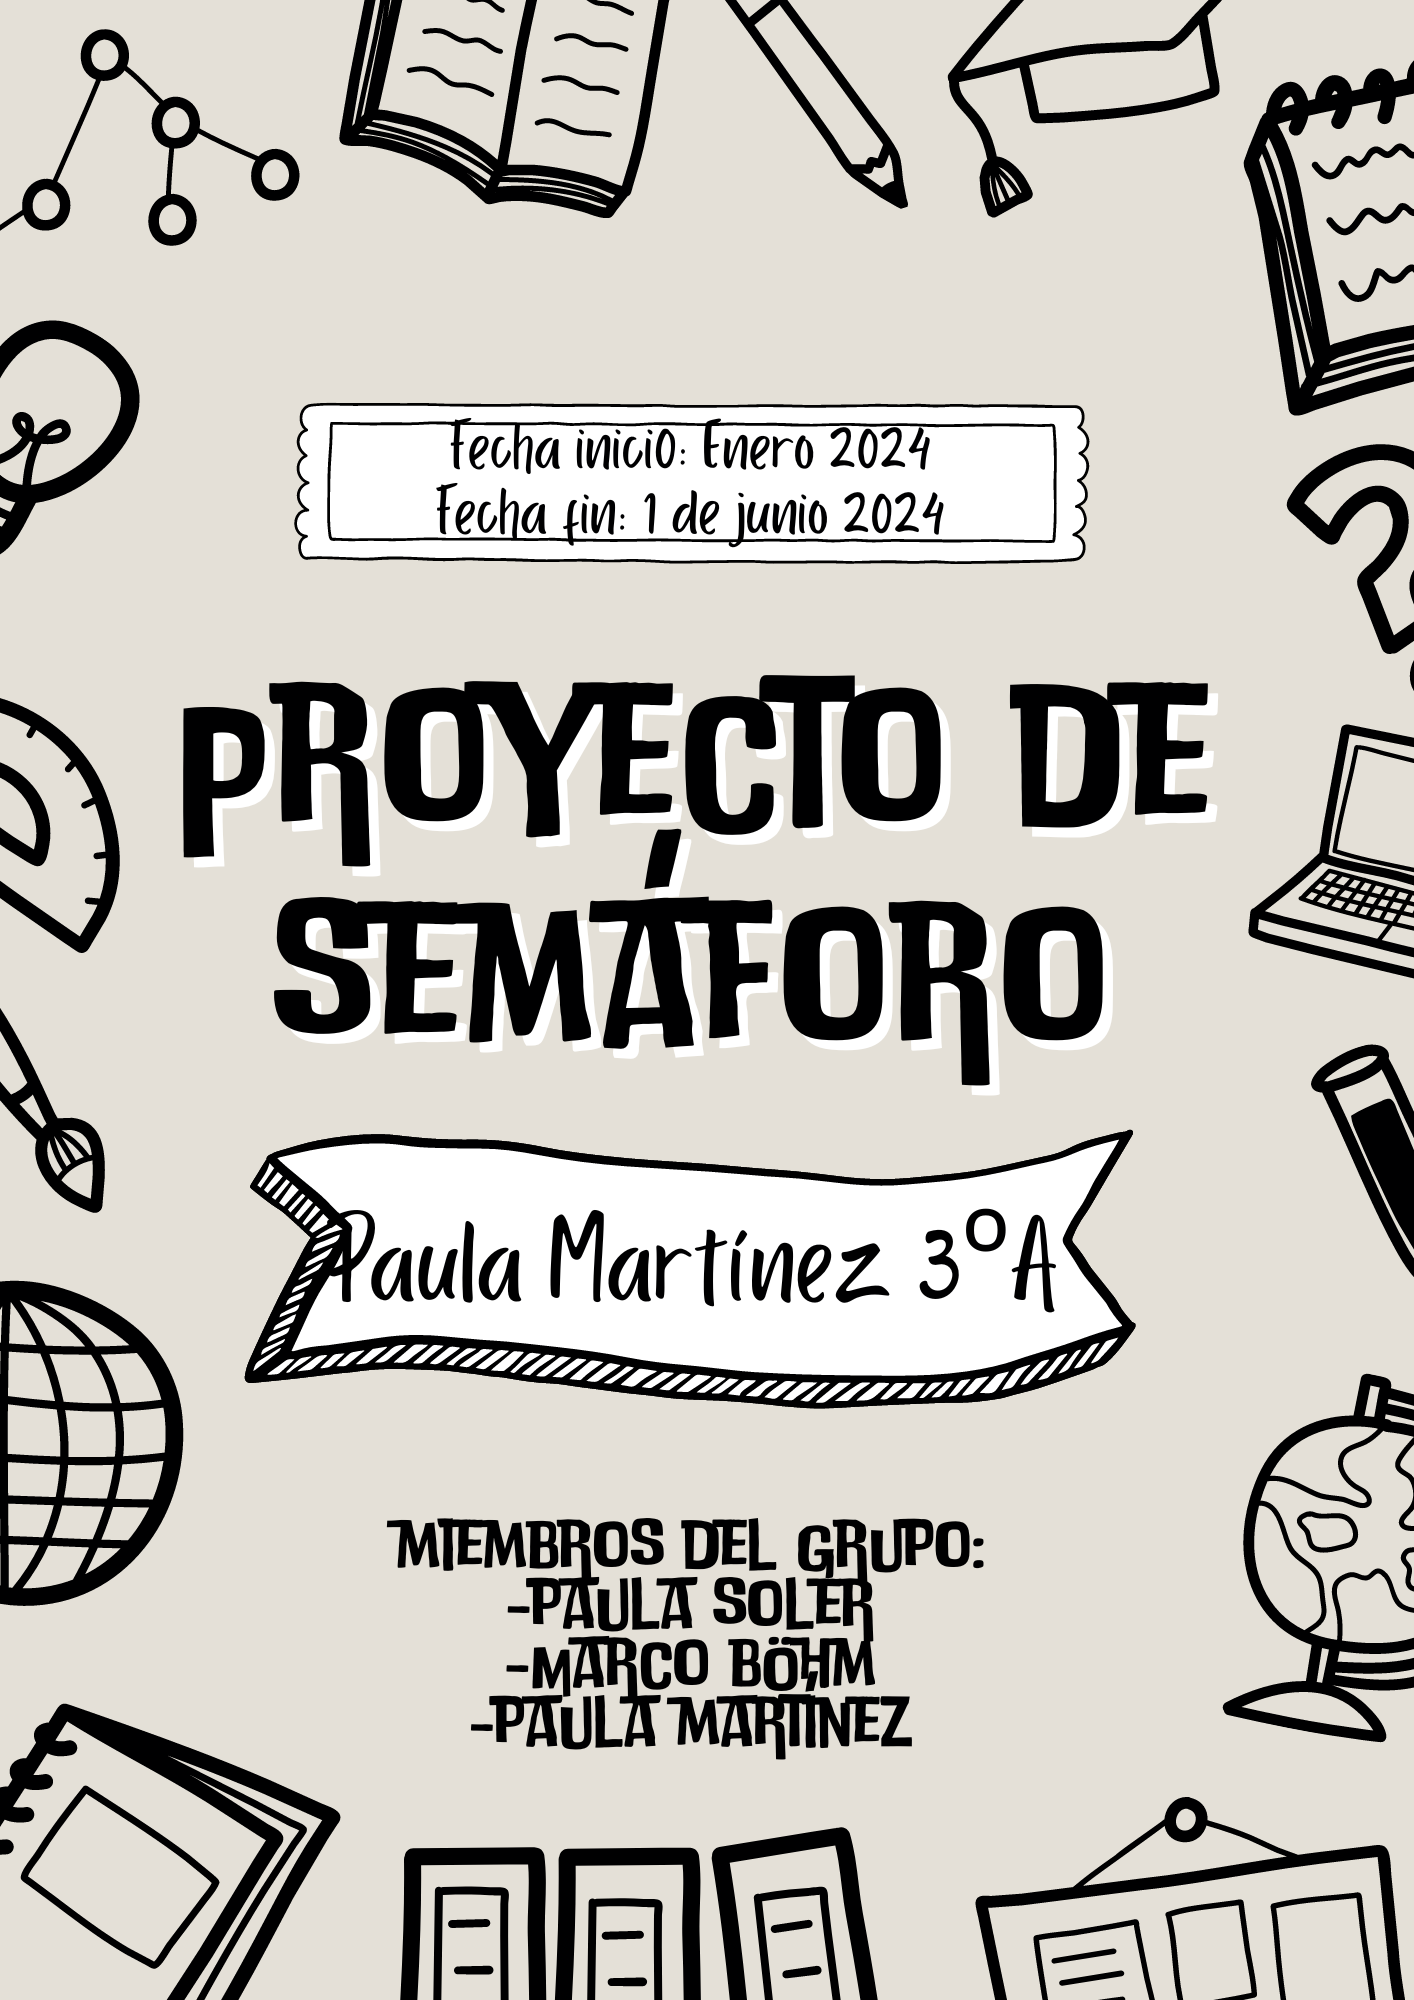 Fecha iniciO: Enero 2024
Fecha fin: 1 de junio 2024
PROYECTO DE
SEMÁFORO
Paula Martínez 3ºA
MIEMBROS DEL GRUPO:
-PAULA SOLER
-MARCO BÖHM
-PAULA MARTÍNEZ